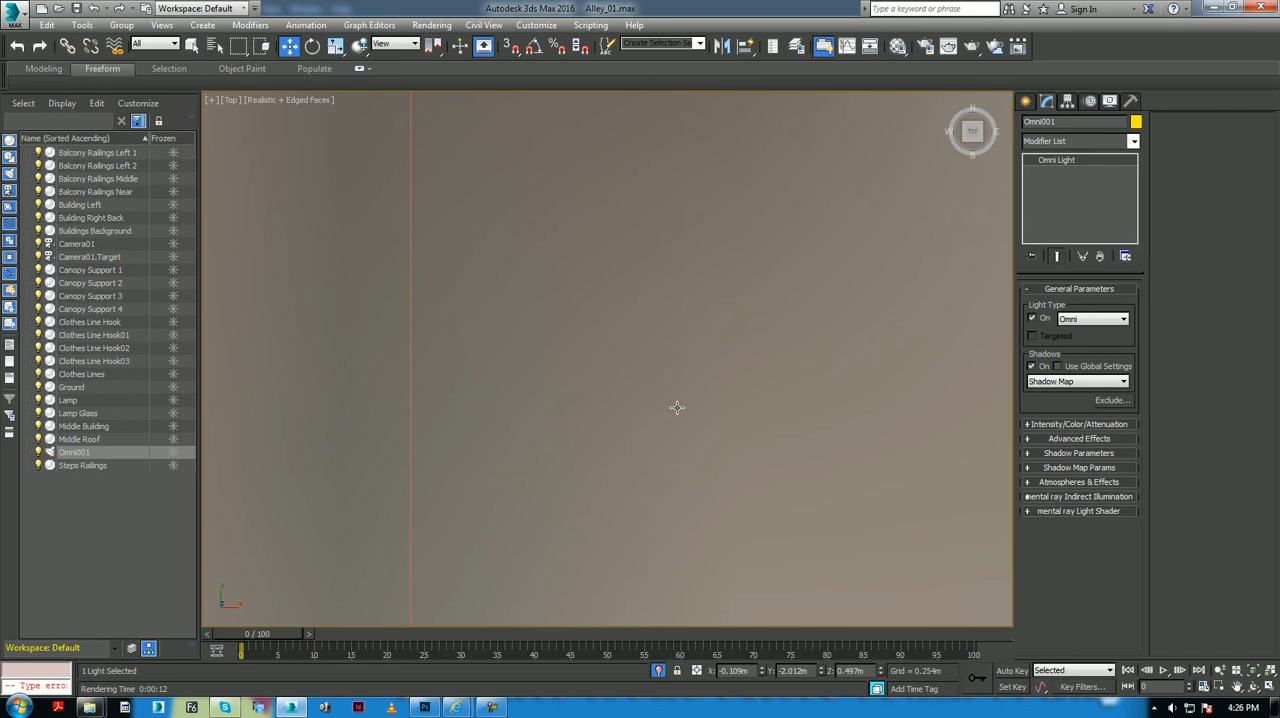 MAX
Workspace: Default
Autodesk 3ds Max 2016 Alley_01.max
Type a keyword or phrase
Sign In
Edit Tools Group Views Create Modifiers Animation Graph Editors Rendering Civil View Customize Scripting Help
All
View
Create Selection Se
Modeling Freeform Selection Object Paint Populate
Select Display Edit Customize
[+] [Top ] [Realistic + Edged Faces ]
N
W TOP E
S
Name (Sorted Ascending) Frozen
Balcony Railings Left 1
Balcony Railings Left 2
Balcony Railings Middle
Balcony Railings Near
Building Left
Building Right Back
Buildings Background
Camera01
Camera01.Target
Canopy Support 1
Canopy Support 2
Canopy Support 3
Canopy Support 4
Clothes Line Hook
Clothes Line Hook01
Clothes Line Hook02
Clothes Line Hook03
Clothes Lines
Ground
Lamp
Lamp Glass
Middle Building
Middle Roof
Omni001
Steps Railings
Omni001
Modifier List
Omni Light
- General Parameters
Light Type
On Omni
Targeted
Shadows
On Use Global Settings
Shadow Map
Exclude...
+ Intensity/Color/Attenuation
+ Advanced Effects
+ Shadow Parameters
+ Shadow Map Params
+ Atmospheres & Effects
mental ray Indirect Illumination
+ mental ray Light Shader
y
z x
< 0 / 100 >
Workspace: Default
0 5 10 15 20 25 30 35 40 45 50 55 60 65 70 75 80 85 90 95 100
1 Light Selected
X: -0.109m Y: -2.012m Z: 0.497m Grid = 0.254m
Auto Key Selected
-- Type erro:
Rendering Time 0:00:12
Add Time Tag
Set Key Key Filters...
0
4:26 PM